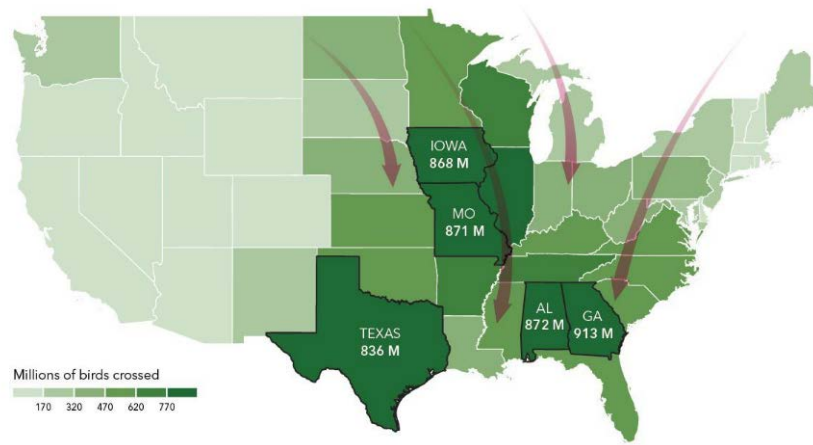 IOWA
868 M
MO
871 M
AL
872 M
GA
913 M
TEXAS
836 M
Millions of birds crossed
170 320 470 620 770